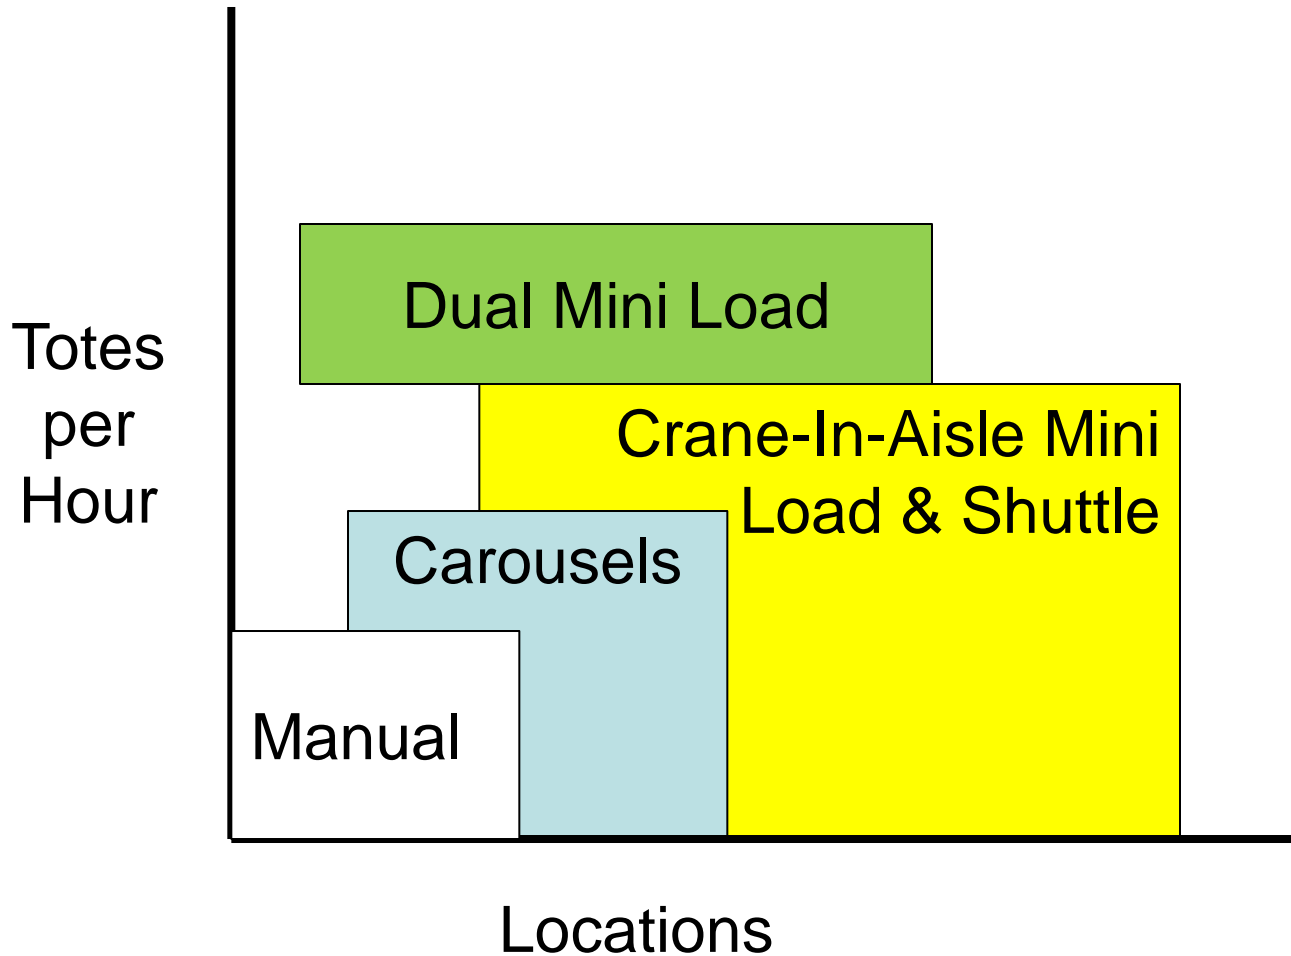 Dual Mini Load
Totes
per
Hour
Crane-In-Aisle Mini
Load & Shuttle
Carousels
Manual
Locations